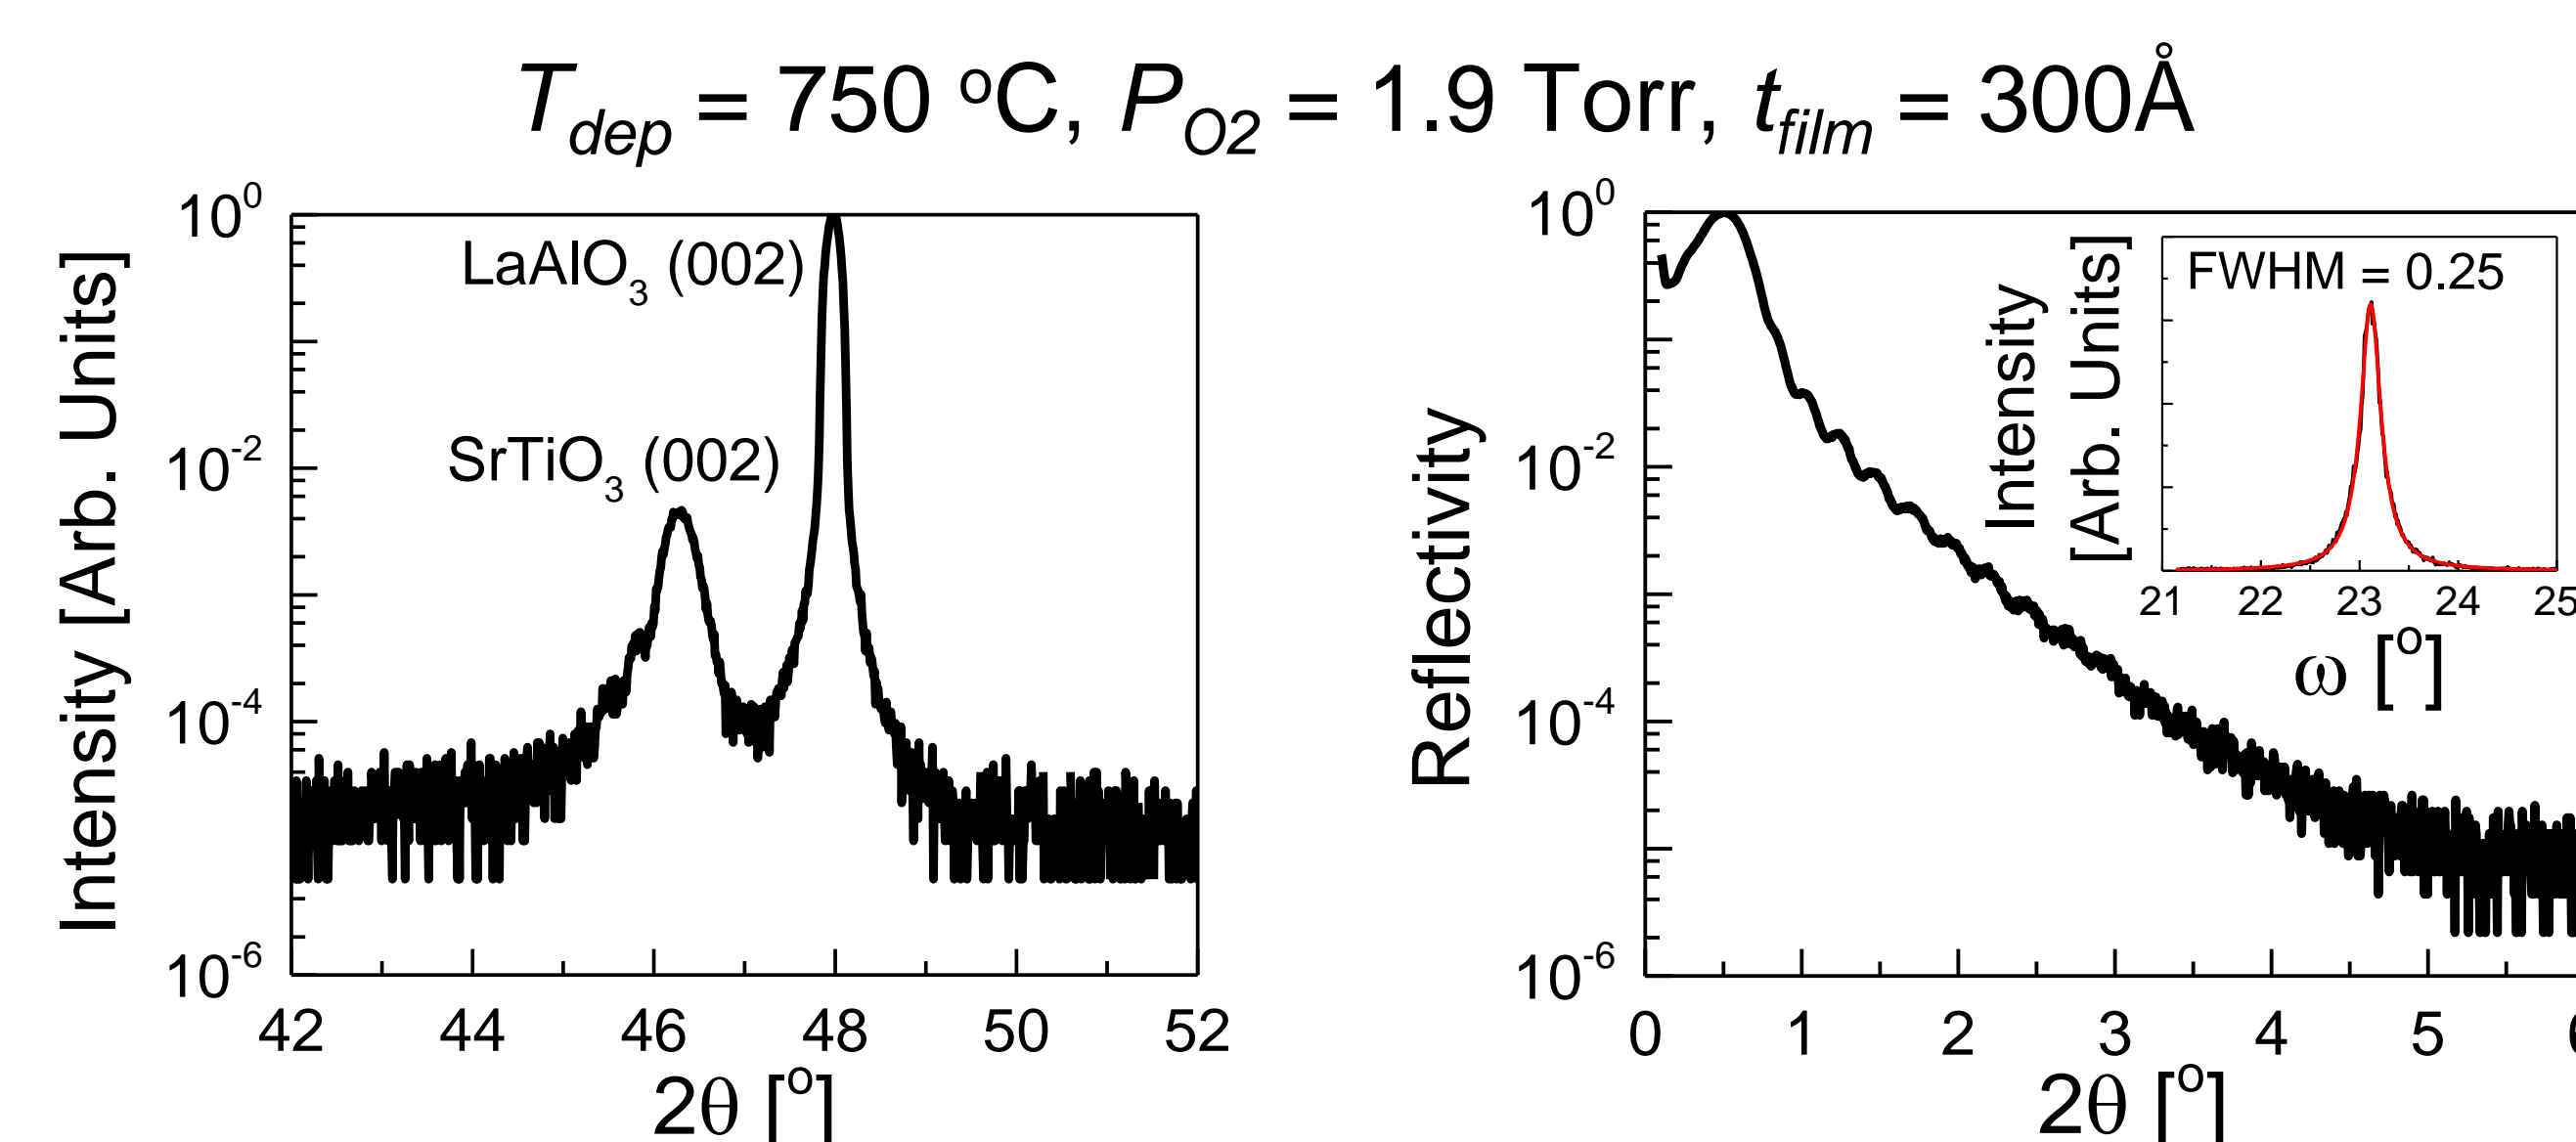 T_dep = 750 °C, P_O2 = 1.9 Torr, t_film = 300Å
Intensity [Arb. Units]
10^0
10^-2
10^-4
10^-6
LaAlO₃ (002)
SrTiO₃ (002)
42 44 46 48 50 52
2θ [°]
Reflectivity
10^0
10^-2
10^-4
10^-6
Intensity
[Arb. Units]
FWHM = 0.25
21 22 23 24 25
ω [°]
0 1 2 3 4 5
2θ [°]